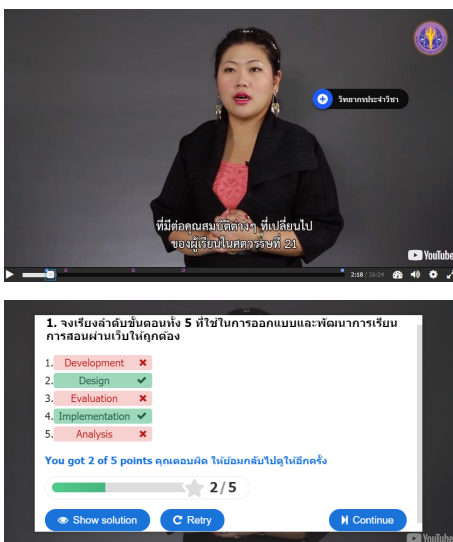 วิทยากรประจำวิชา
ที่มีต่อคุณสมบัติต่างๆ ที่เปลี่ยนไป
ของผู้เรียนในศตวรรษที่ 21
YouTube
2:18 / 26:24
1. จงเรียงลำดับขั้นตอนทั้ง 5 ที่ใช้ในการออกแบบและพัฒนาการเรียน
การสอนผ่านเว็บให้ถูกต้อง
1. Development
2. Design
3. Evaluation
4. Implementation
5. Analysis
You got 2 of 5 points คุณตอบผิด ให้ย้อมกลับไปดูให้อีกครั้ง
2/5
Show solution
Retry
Continue
YouTube